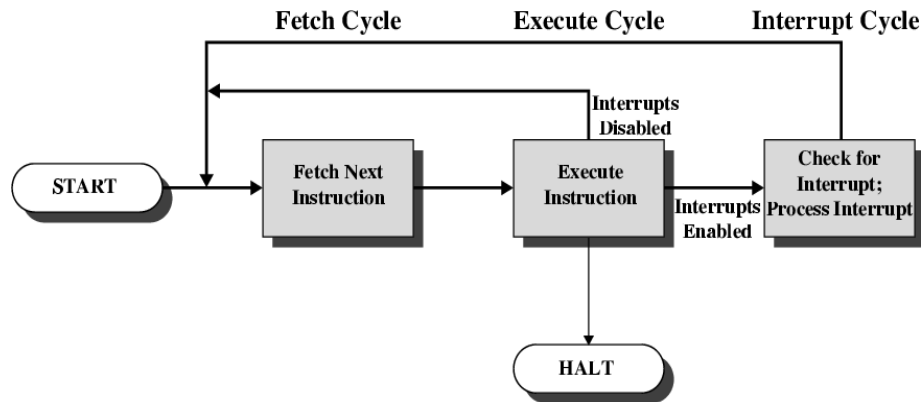 Fetch Cycle
Execute Cycle
Interrupt Cycle
Interrupts
Disabled
START
Fetch Next
Instruction
Execute
Instruction
Interrupts
Enabled
Check for
Interrupt;
Process Interrupt
HALT